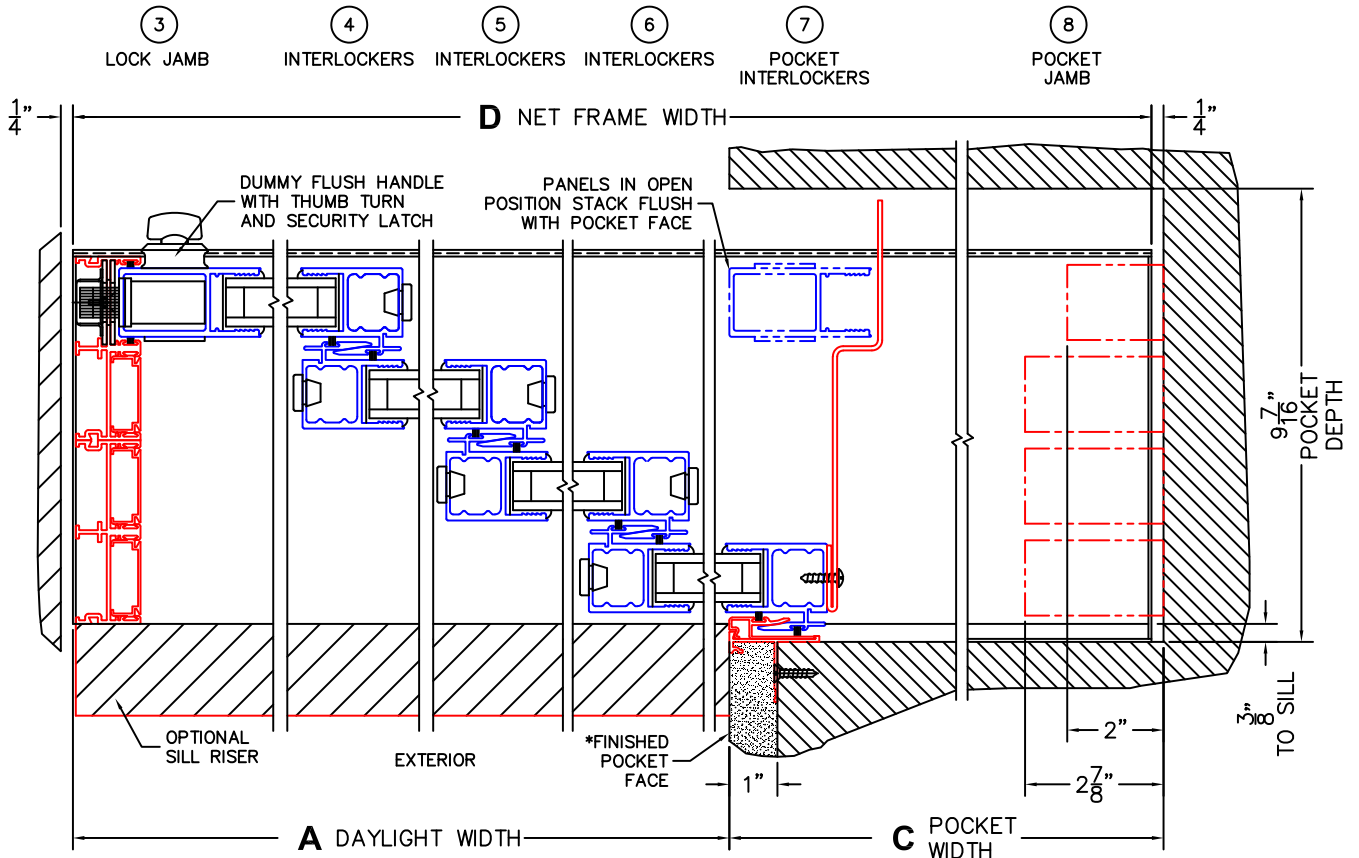 3 4 5 6 7 8
LOCK JAMB
INTERLOCKERS
INTERLOCKERS
INTERLOCKERS
POCKET
INTERLOCKERS
POCKET
JAMB
1/4"
D NET FRAME WIDTH
1/4"
DUMMY FLUSH HANDLE
WITH THUMB TURN
AND SECURITY LATCH
PANELS IN OPEN
POSITION STACK FLUSH
WITH POCKET FACE
9 7/16"
POCKET
DEPTH
OPTIONAL
SILL RISER
EXTERIOR
*FINISHED
POCKET
FACE
1"
2"
2 7/8"
3/8"
TO SILL
A DAYLIGHT WIDTH
C POCKET
WIDTH